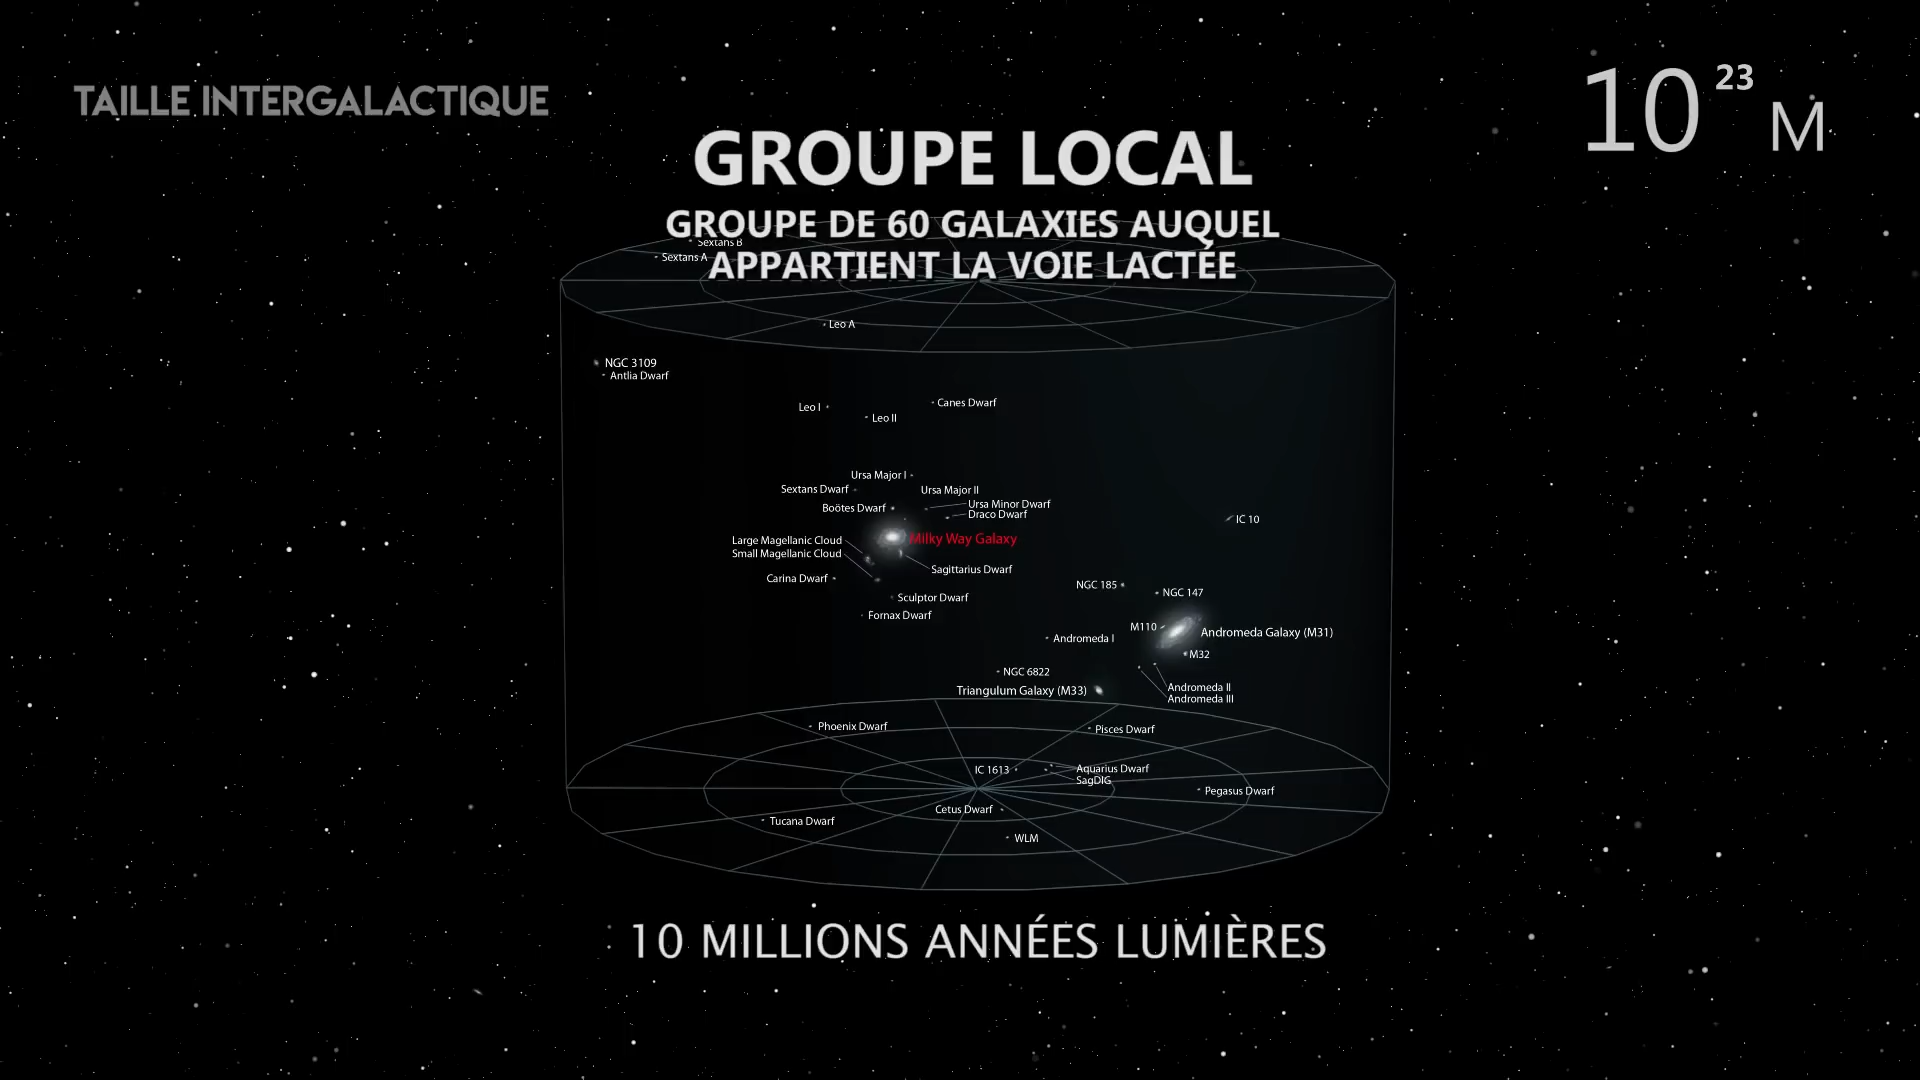 TAILLE INTERGALACTIQUE
10 23 M
GROUPE LOCAL
GROUPE DE 60 GALAXIES AUQUEL
APPARTIENT LA VOIE LACTÉE
Sextans B
Sextans A
Leo A
NGC 3109
Antlia Dwarf
Canes Dwarf
Leo I
Leo II
Ursa Major I
Sextans Dwarf
Ursa Major II
Ursa Minor Dwarf
Boötes Dwarf
Draco Dwarf
IC 10
Milky Way Galaxy
Large Magellanic Cloud
Small Magellanic Cloud
Sagittarius Dwarf
Carina Dwarf
NGC 185
NGC 147
Sculptor Dwarf
Fornax Dwarf
M110
Andromeda Galaxy (M31)
Andromeda I
M32
NGC 6822
Andromeda II
Triangulum Galaxy (M33)
Andromeda III
Phoenix Dwarf
Pisces Dwarf
IC 1613
Aquarius Dwarf
SagDIG
Pegasus Dwarf
Cetus Dwarf
Tucana Dwarf
WLM
10 MILLIONS ANNÉES LUMIÈRES